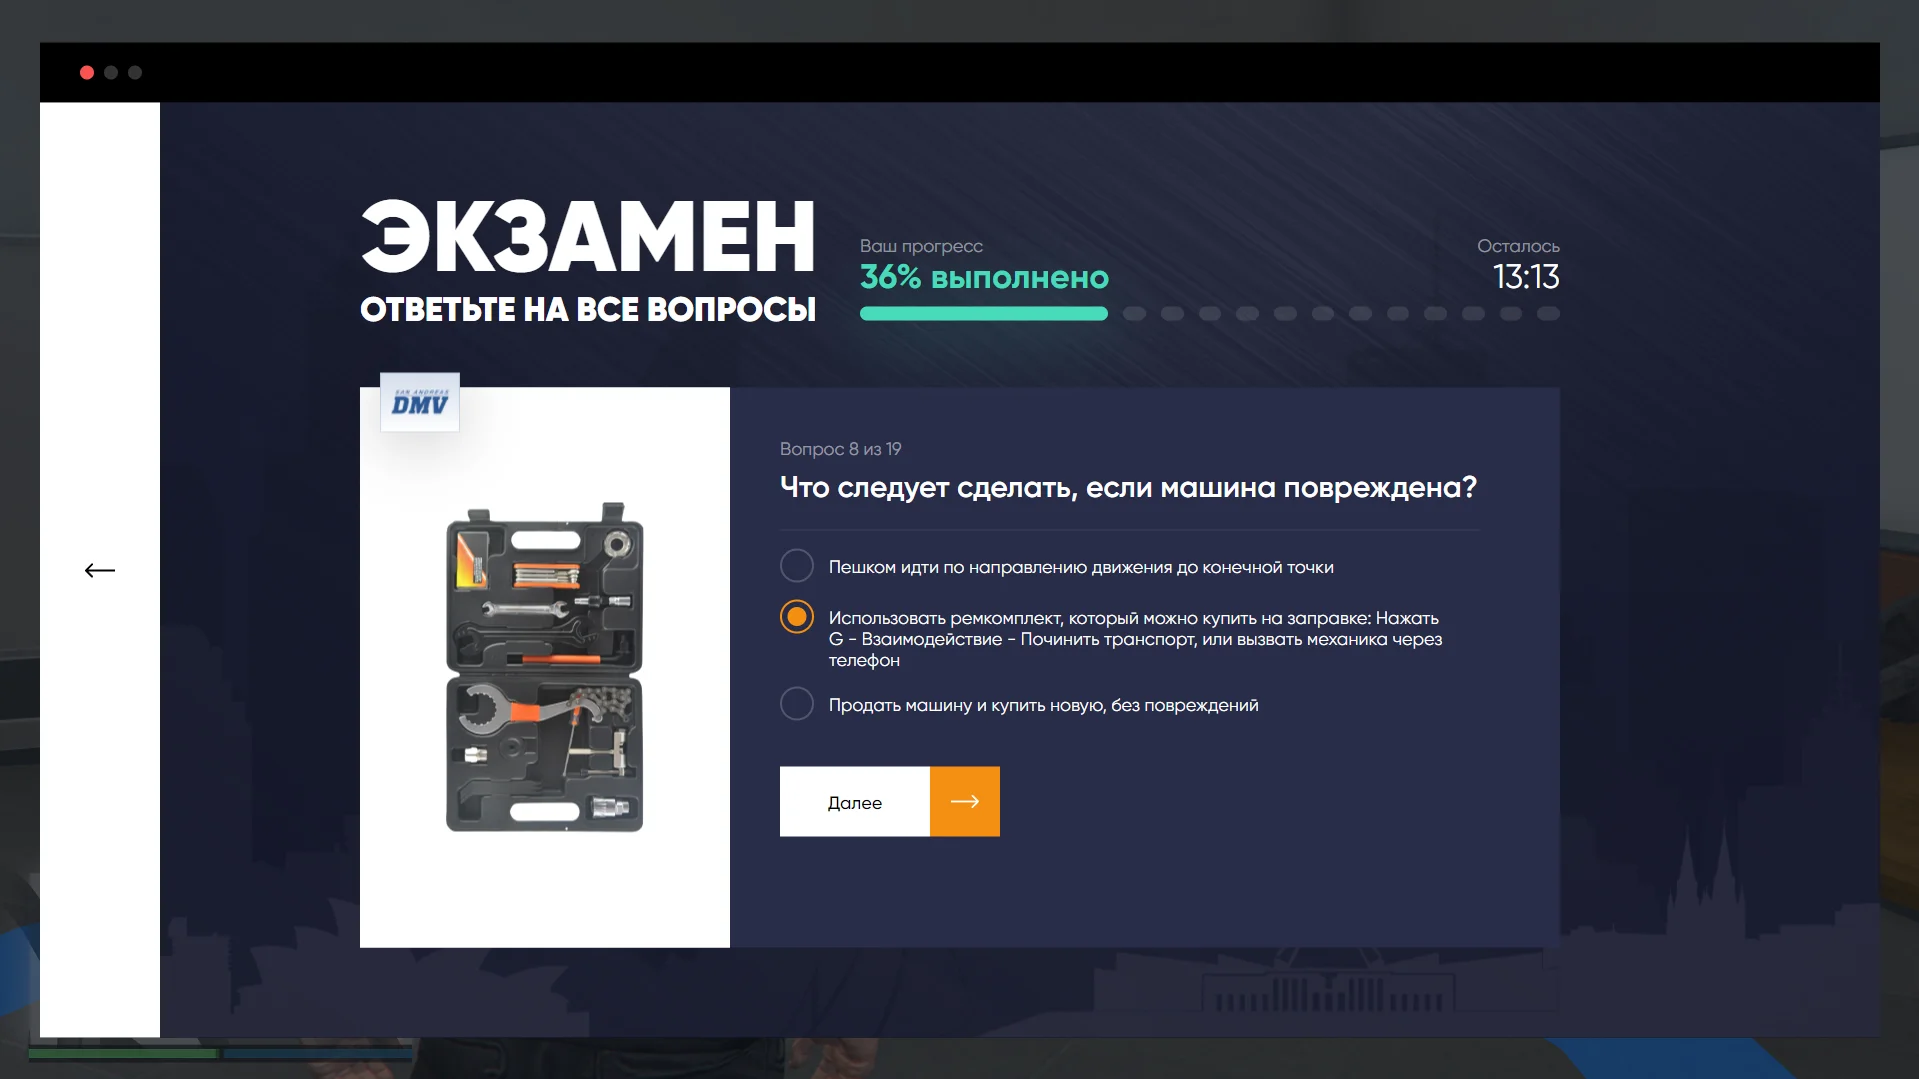 ЭКЗАМЕН
ОТВЕТЬТЕ НА ВСЕ ВОПРОСЫ
Ваш прогресс
36% выполнено
Осталось
13:13
SAN ANDREAS
DMV
Вопрос 8 из 19
Что следует сделать, если машина повреждена?
Пешком идти по направлению движения до конечной точки
Использовать ремкомплект, который можно купить на заправке: Нажать
G - Взаимодействие - Починить транспорт, или вызвать механика через
телефон
Продать машину и купить новую, без повреждений
Далее